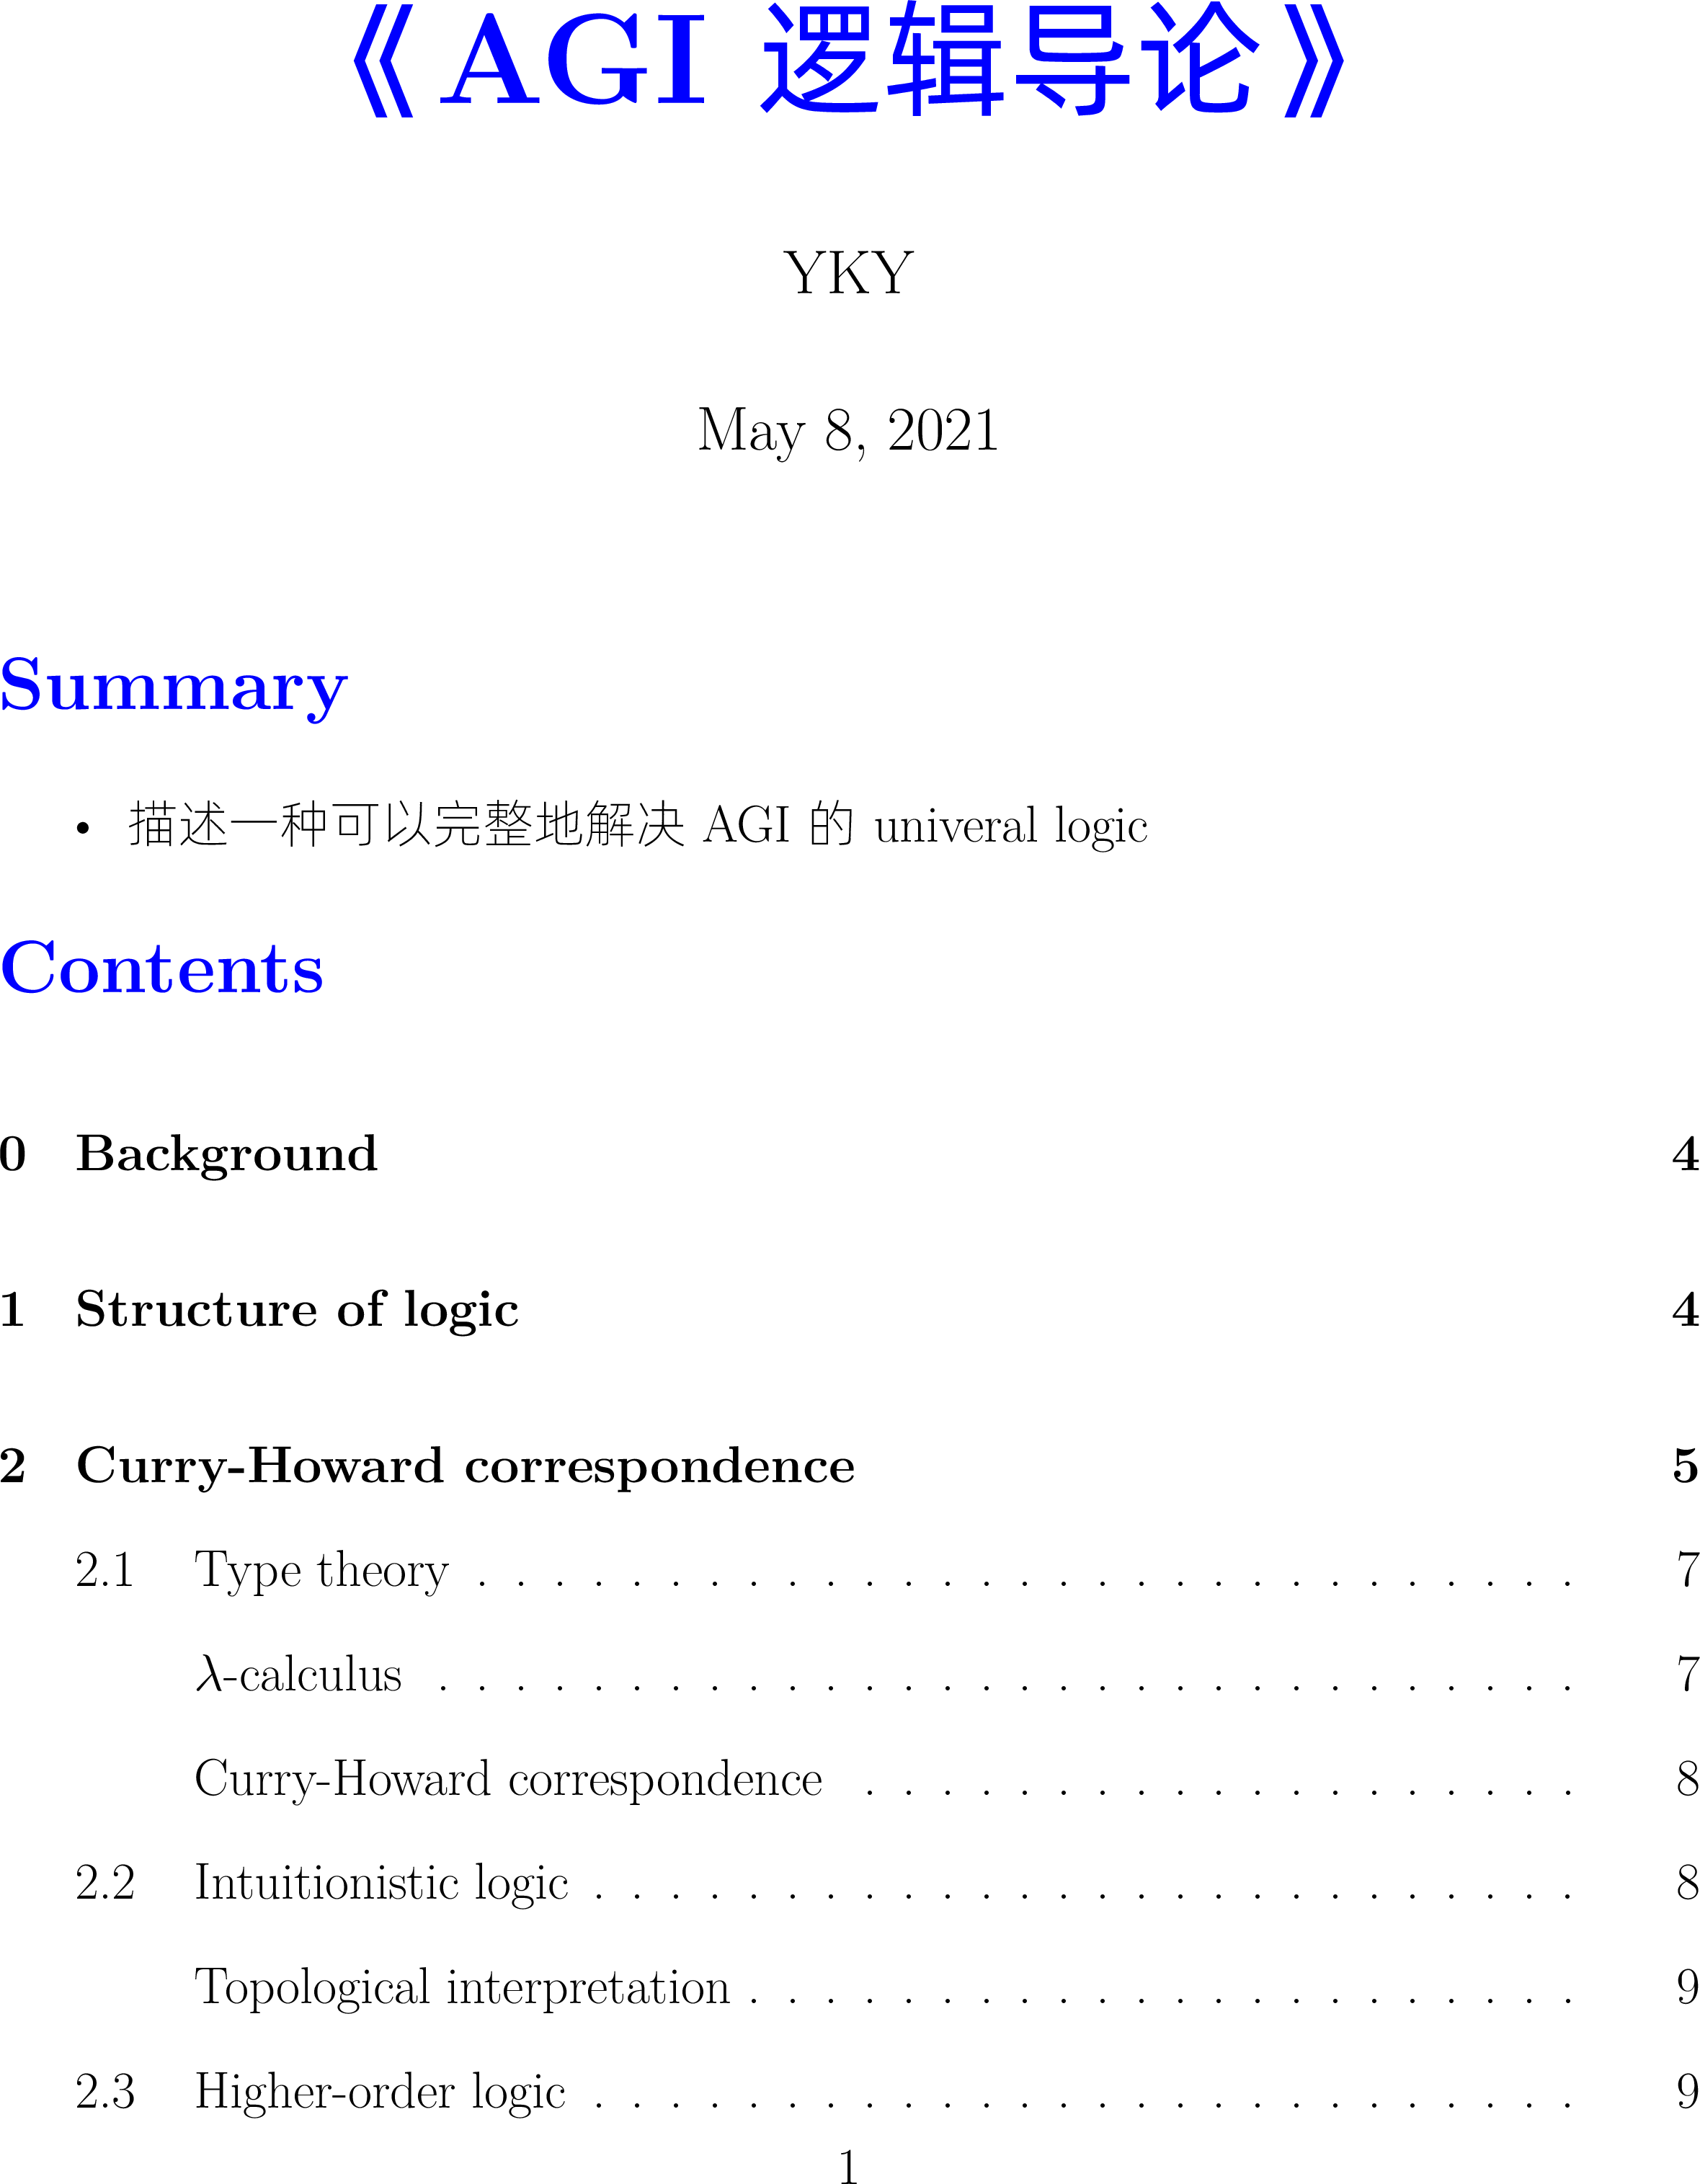 《AGI 逻辑导论》
YKY
May 8, 2021
Summary
• 描述一种可以完整地解决 AGI 的 univeral logic
Contents
0 Background 4
1 Structure of logic 4
2 Curry-Howard correspondence 5
2.1 Type theory . . . . . . . . . . . . . . . . . . . . . . . . . . . . . 7
λ-calculus . . . . . . . . . . . . . . . . . . . . . . . . . . . . . . 7
Curry-Howard correspondence . . . . . . . . . . . . . . . . . . . 8
2.2 Intuitionistic logic . . . . . . . . . . . . . . . . . . . . . . . . . . 8
Topological interpretation . . . . . . . . . . . . . . . . . . . . . . 9
2.3 Higher-order logic . . . . . . . . . . . . . . . . . . . . . . . . . . 9
1